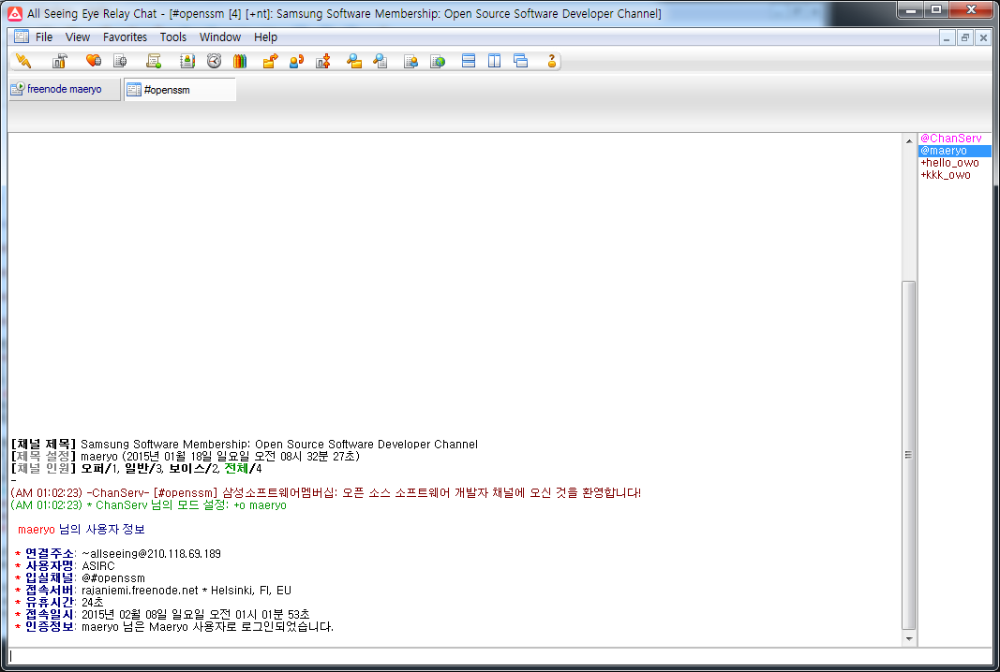 All Seeing Eye Relay Chat - [#openssm [4] [+nt]: Samsung Software Membership: Open Source Software Developer Channel]
File View Favorites Tools Window Help
freenode maeryo #openssm
@ChanServ
@maeryo
+hello_owo
+kkk_owo
[채널 제목] Samsung Software Membership: Open Source Software Developer Channel
[제목 설정] maeryo (2015년 01월 18일 일요일 오전 08시 32분 27초)
[채널 인원] 오퍼/1, 일반/3, 보이스/2, 전체/4
-
(AM 01:02:23) -ChanServ- [#openssm] 삼성소프트웨어멤버십: 오픈 소스 소프트웨어 개발자 채널에 오신 것을 환영합니다!
(AM 01:02:23) * ChanServ 님의 모드 설정: +o maeryo
maeryo 님의 사용자 정보
* 연결주소: ~allseeing@210.118.69.189
* 사용자명: ASIRC
* 입실채널: @#openssm
* 접속서버: rajaniemi.freenode.net * Helsinki, FI, EU
* 유휴시간: 24초
* 접속일시: 2015년 02월 08일 일요일 오전 01시 01분 53초
* 인증정보: maeryo 님은 Maeryo 사용자로 로그인되었습니다.